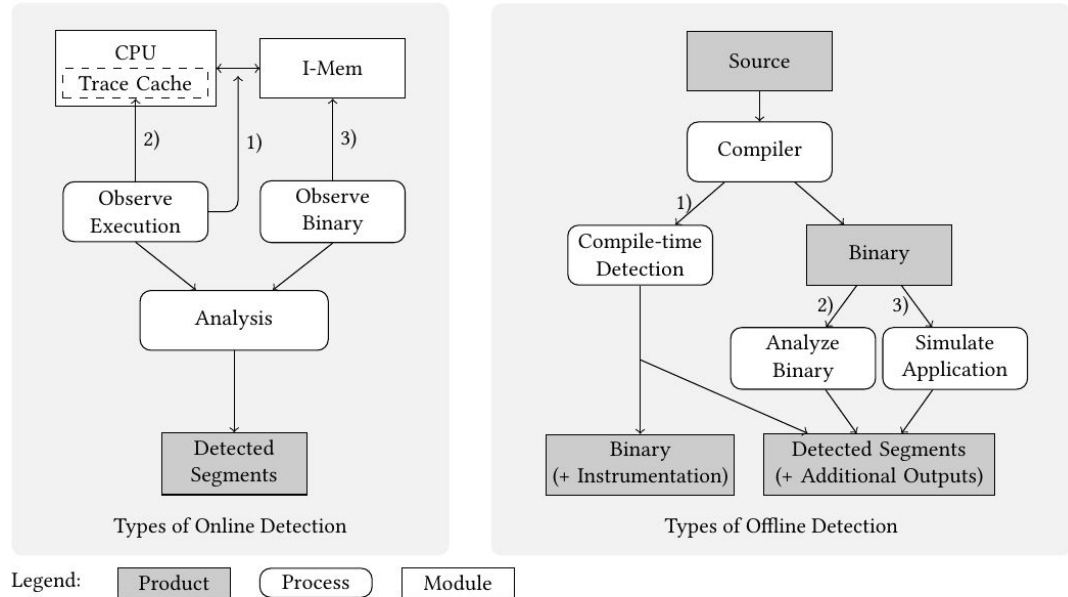 CPU
Trace Cache
I-Mem
2)
1)
3)
Observe
Execution
Observe
Binary
Analysis
Detected
Segments
Types of Online Detection
Source
Compiler
1)
Compile-time
Detection
Binary
2)
3)
Analyze
Binary
Simulate
Application
Binary
(+ Instrumentation)
Detected Segments
(+ Additional Outputs)
Types of Offline Detection
Legend:
Product
Process
Module